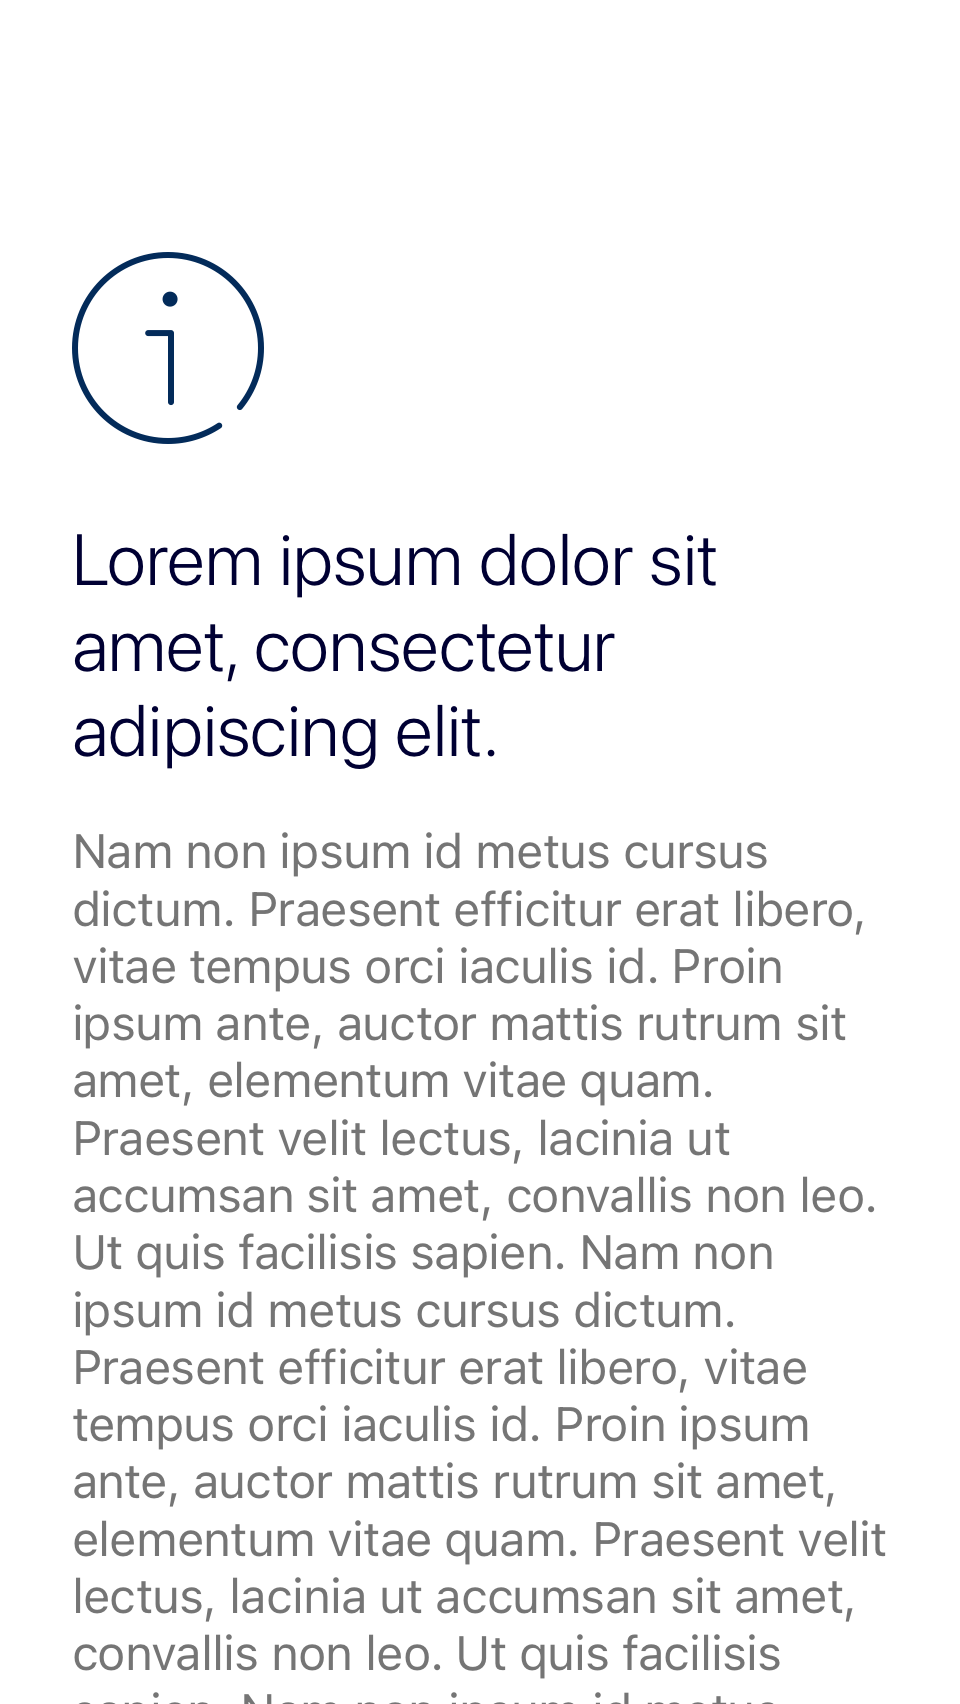 Lorem ipsum dolor sit
amet, consectetur
adipiscing elit.
Nam non ipsum id metus cursus
dictum. Praesent efficitur erat libero,
vitae tempus orci iaculis id. Proin
ipsum ante, auctor mattis rutrum sit
amet, elementum vitae quam.
Praesent velit lectus, lacinia ut
accumsan sit amet, convallis non leo.
Ut quis facilisis sapien. Nam non
ipsum id metus cursus dictum.
Praesent efficitur erat libero, vitae
tempus orci iaculis id. Proin ipsum
ante, auctor mattis rutrum sit amet,
elementum vitae quam. Praesent velit
lectus, lacinia ut accumsan sit amet,
convallis non leo. Ut quis facilisis